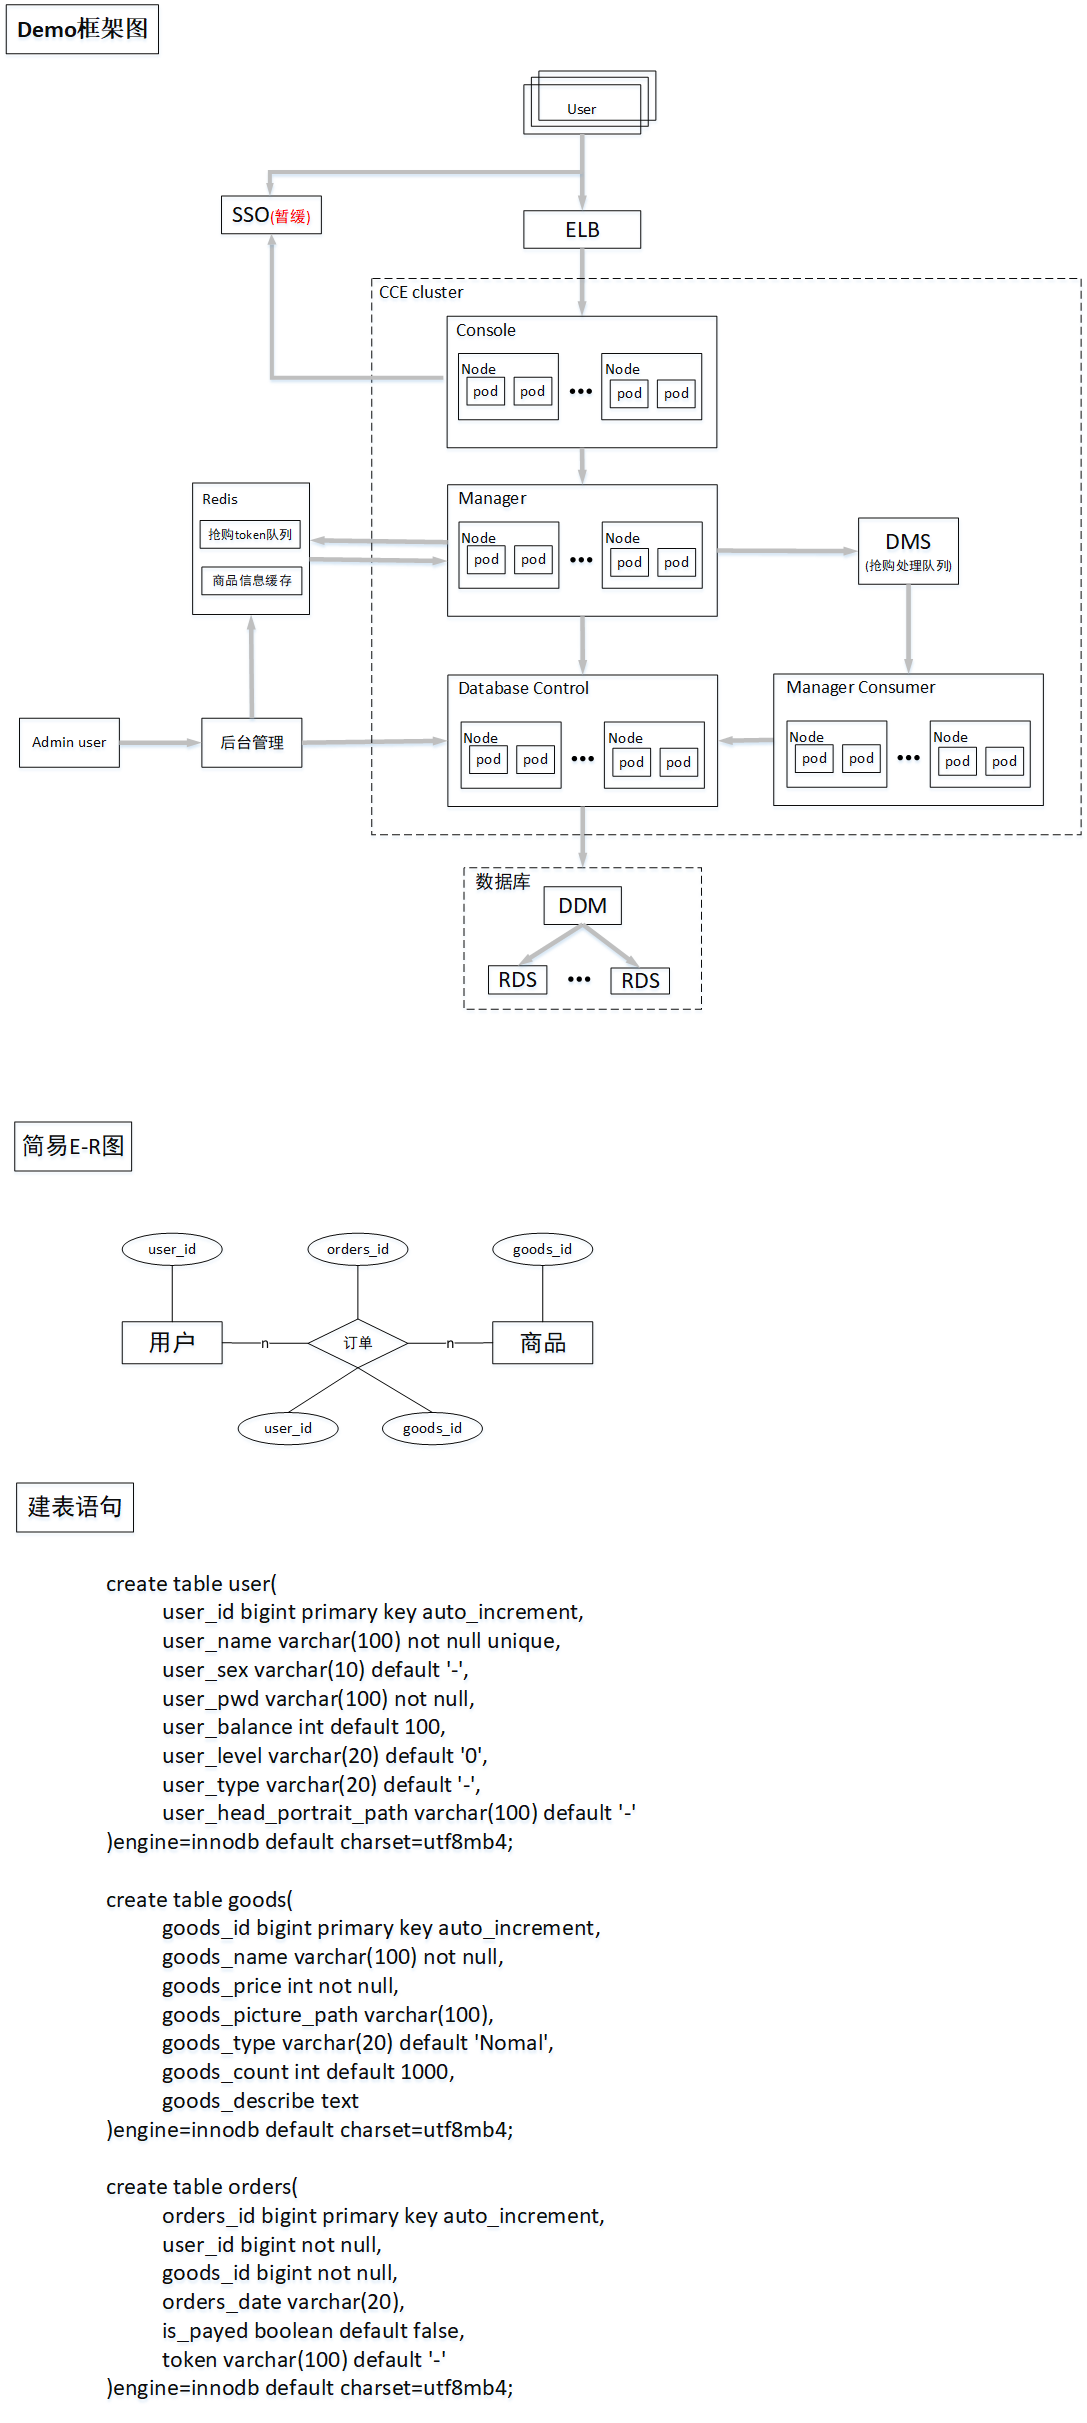 Demo框架图
User
SSO(暂缓)
ELB
CCE cluster
Console
Node
pod pod
•••
Node
pod pod
Redis
抢购token队列
商品信息缓存
Manager
Node
pod pod
•••
Node
pod pod
DMS
(抢购处理队列)
Admin user
后台管理
Database Control
Node
pod pod
•••
Node
pod pod
Manager Consumer
Node
pod pod
•••
Node
pod pod
数据库
DDM
RDS ••• RDS
简易E-R图
user_id orders_id goods_id
用户 n 订单 n 商品
user_id goods_id
建表语句
create table user(
user_id bigint primary key auto_increment,
user_name varchar(100) not null unique,
user_sex varchar(10) default '-',
user_pwd varchar(100) not null,
user_balance int default 100,
user_level varchar(20) default '0',
user_type varchar(20) default '-',
user_head_portrait_path varchar(100) default '-'
)engine=innodb default charset=utf8mb4;
create table goods(
goods_id bigint primary key auto_increment,
goods_name varchar(100) not null,
goods_price int not null,
goods_picture_path varchar(100),
goods_type varchar(20) default 'Nomal',
goods_count int default 1000,
goods_describe text
)engine=innodb default charset=utf8mb4;
create table orders(
orders_id bigint primary key auto_increment,
user_id bigint not null,
goods_id bigint not null,
orders_date varchar(20),
is_payed boolean default false,
token varchar(100) default '-'
)engine=innodb default charset=utf8mb4;